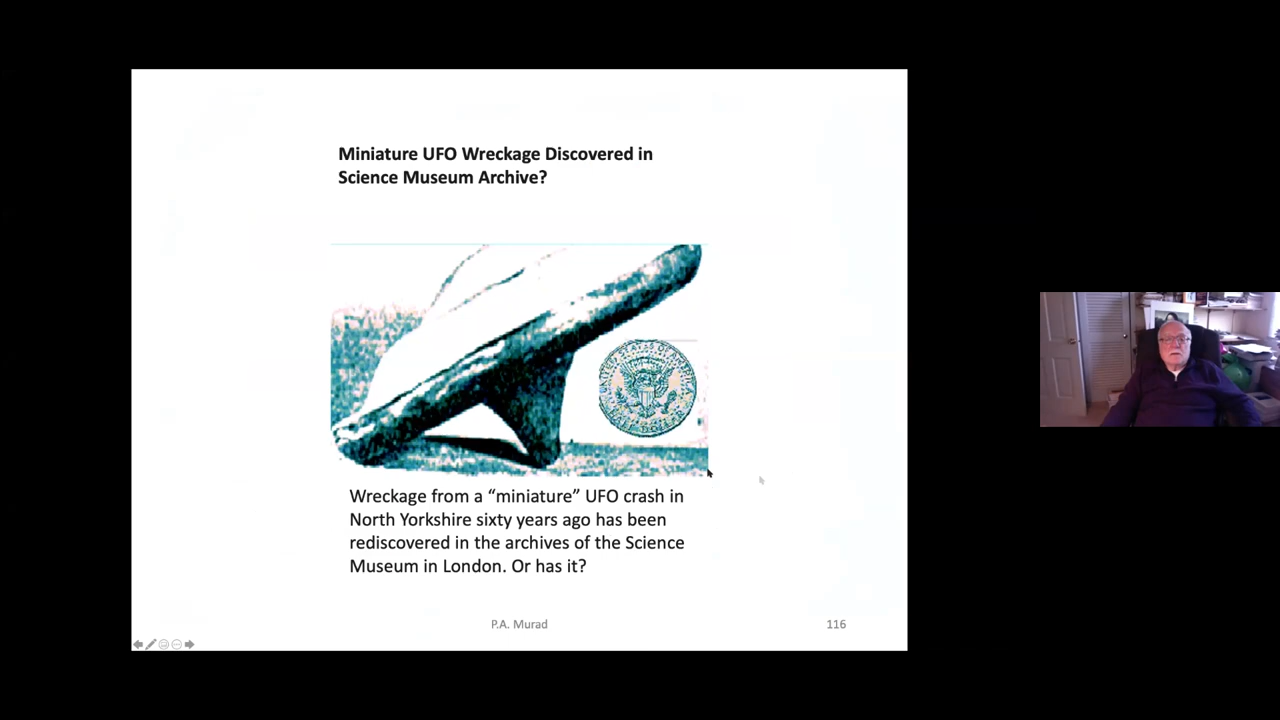 Miniature UFO Wreckage Discovered in
Science Museum Archive?
Wreckage from a “miniature” UFO crash in
North Yorkshire sixty years ago has been
rediscovered in the archives of the Science
Museum in London. Or has it?
P.A. Murad
116